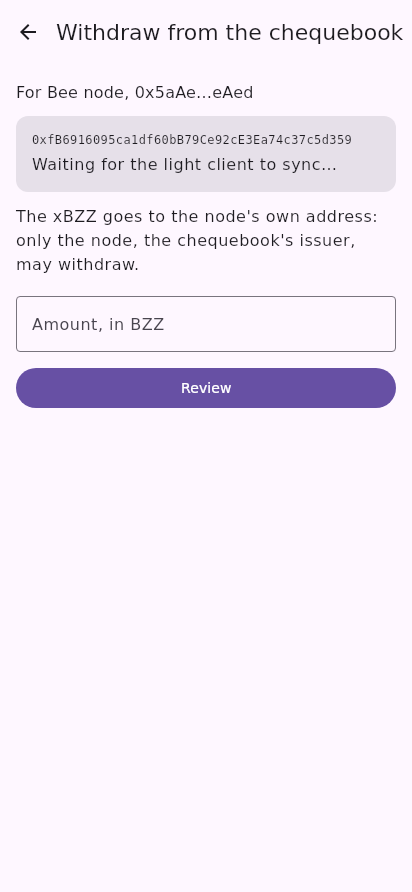 Withdraw from the chequebook
For Bee node, 0x5aAe...eAed
0xfB6916095ca1df60bB79Ce92cE3Ea74c37c5d359
Waiting for the light client to sync...
The xBZZ goes to the node's own address:
only the node, the chequebook's issuer,
may withdraw.
Amount, in BZZ
Review